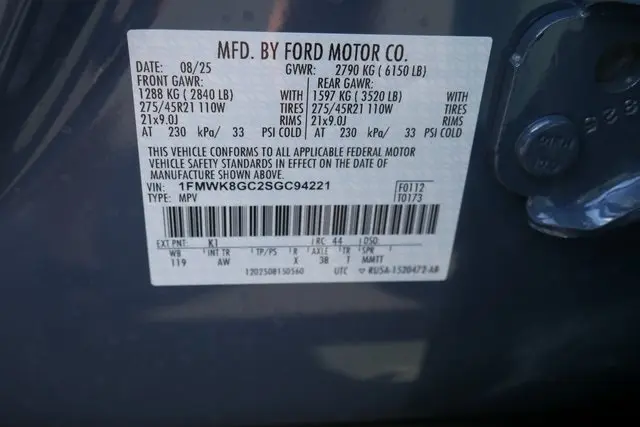 MFD. BY FORD MOTOR CO.
DATE: 08/25 GVWR: 2790 KG (6150 LB)
FRONT GAWR: REAR GAWR:
1288 KG (2840 LB) WITH 1597 KG (3520 LB) WITH
275/45R21 110W TIRES 275/45R21 110W TIRES
21x9.0J RIMS 21x9.0J RIMS
AT 230 kPa/ 33 PSI COLD AT 230 kPa/ 33 PSI COLD
THIS VEHICLE CONFORMS TO ALL APPLICABLE FEDERAL MOTOR
VEHICLE SAFETY STANDARDS IN EFFECT ON THE DATE OF
MANUFACTURE SHOWN ABOVE.
VIN: 1FMWK8GC2SGC94221 F0112
TYPE: MPV T0173
EXT PNT: K1 RC: 44 DSO:
WB INT TR TP/PS R AXLE TR SPR
119 AW X 38 T MMTT
1202508150560 UTC RU5A-1520472-AB